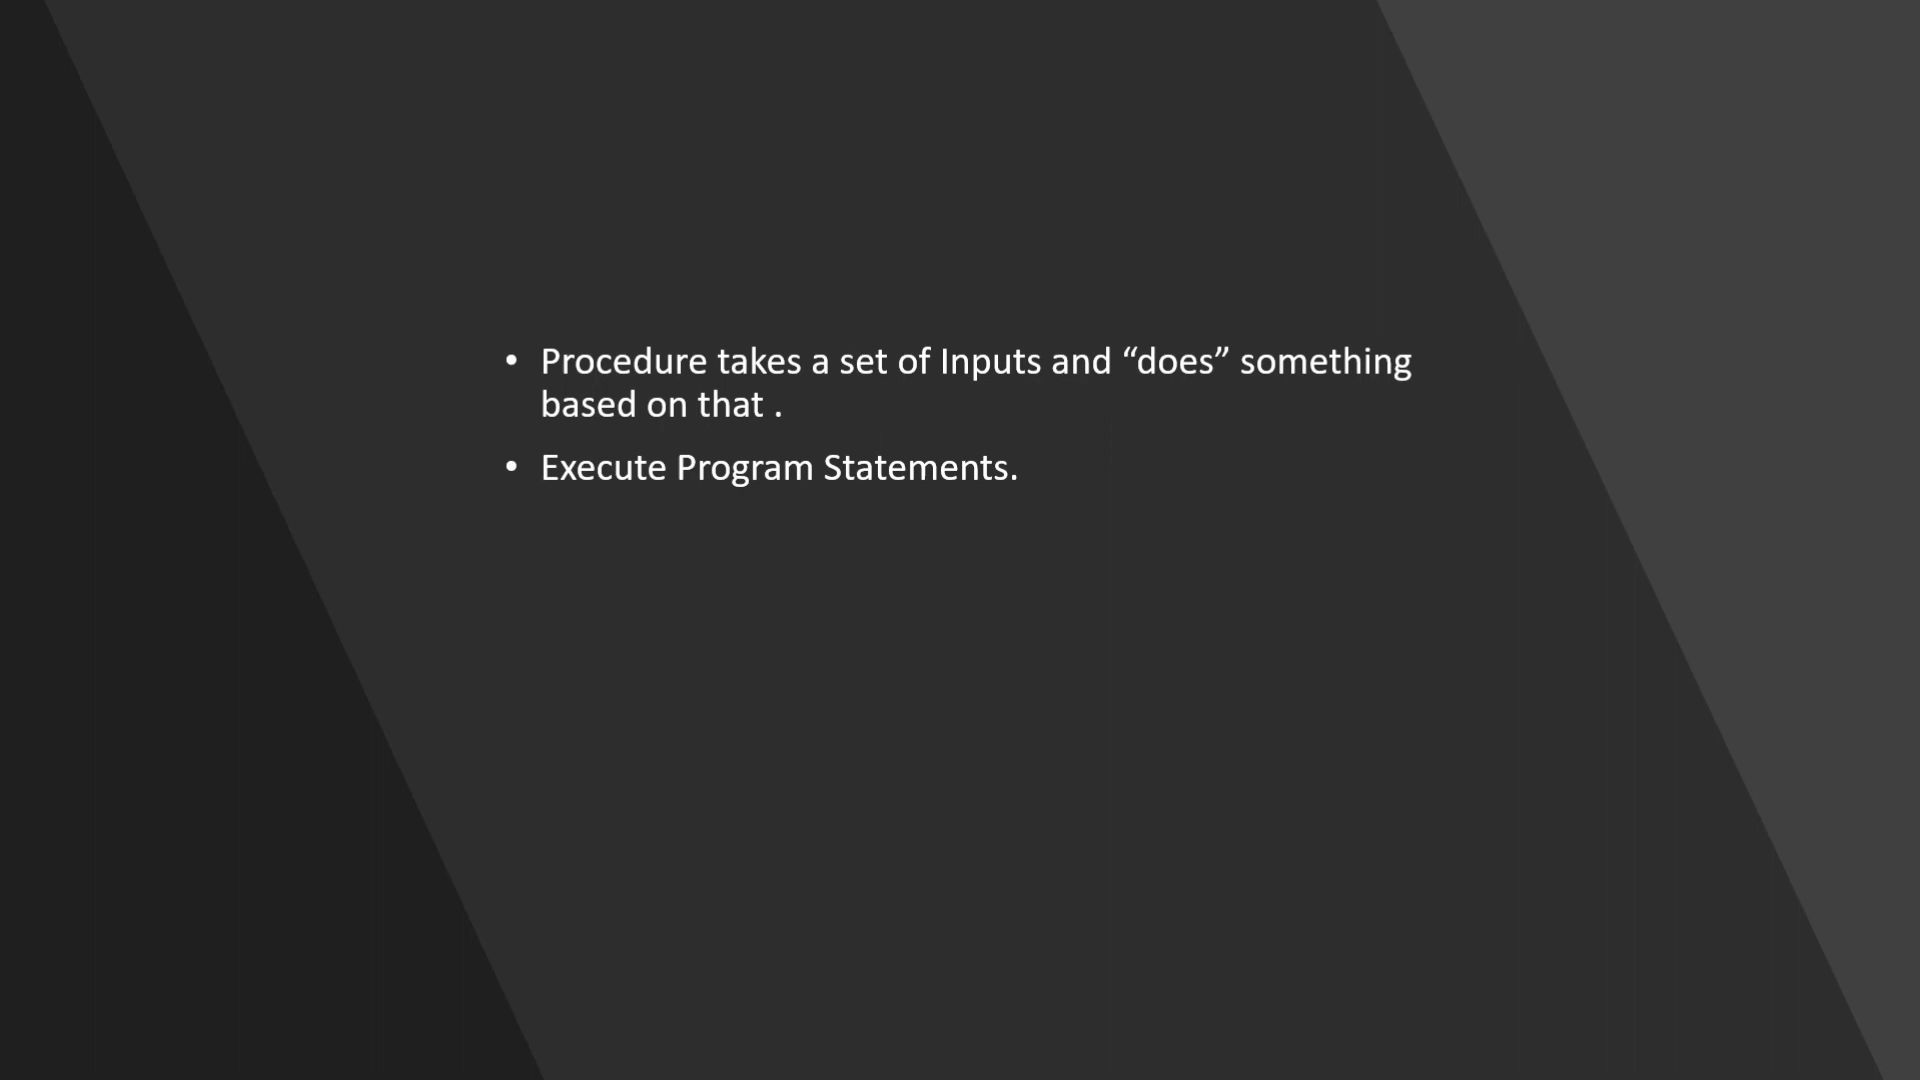 • Procedure takes a set of Inputs and “does” something
based on that .
• Execute Program Statements.